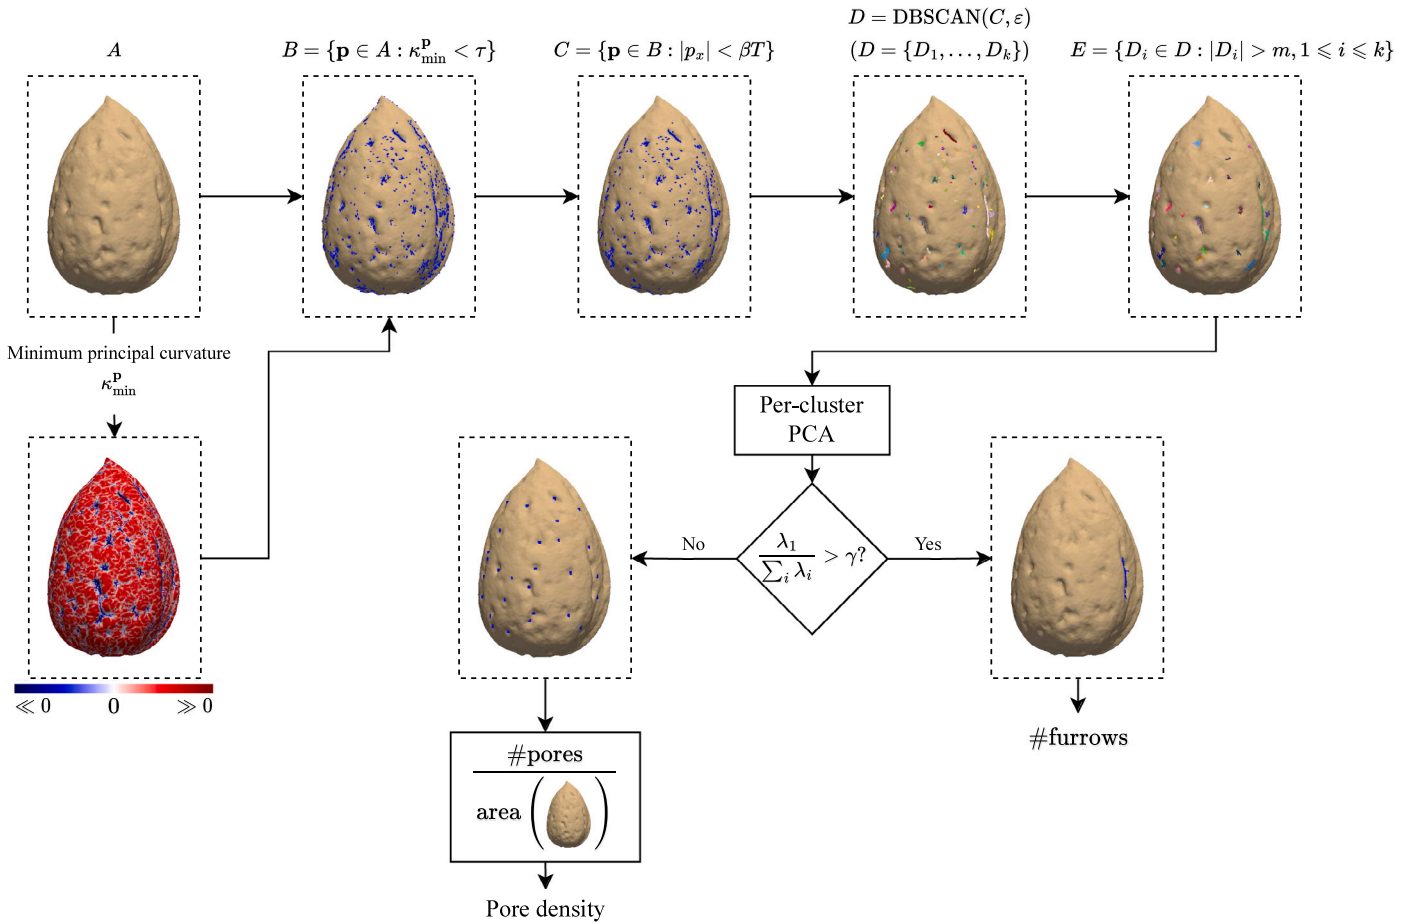 A
B = {p ∈ A : κ^p_min < τ}
C = {p ∈ B : |p_x| < βT}
D = DBSCAN(C, ε)
(D = {D_1, …, D_k})
E = {D_i ∈ D : |D_i| > m, 1 ⩽ i ⩽ k}
Minimum principal curvature
κ^p_min
≪ 0 0 ≫ 0
Per-cluster
PCA
λ_1
∑_i λ_i
> γ?
No
Yes
#pores
area ( )
Pore density
#furrows